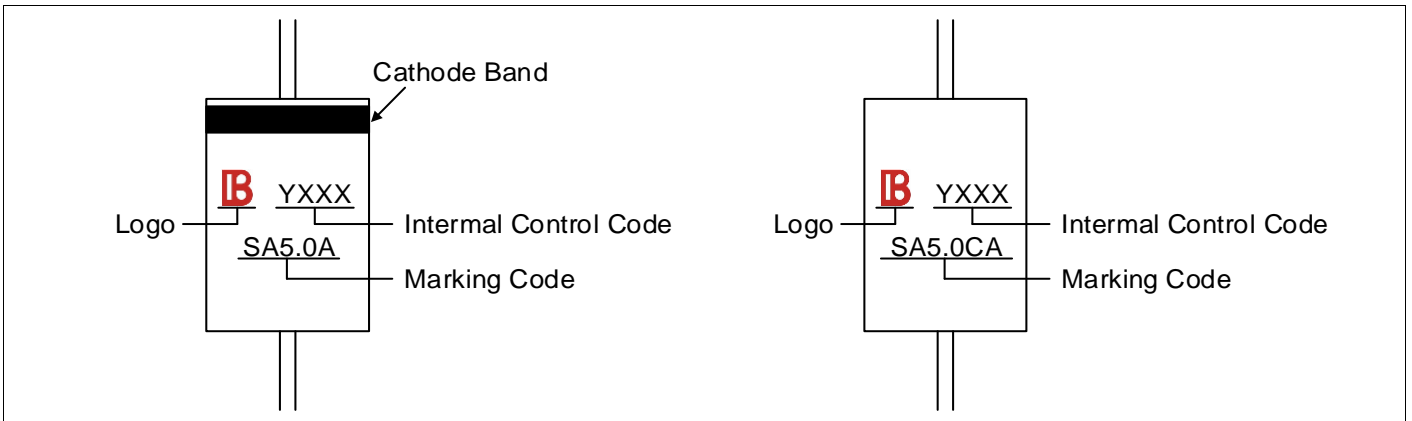 Cathode Band
B YXXX B YXXX
Logo Intermal Control Code Logo Intermal Control Code
SA5.0A SA5.0CA
Marking Code Marking Code